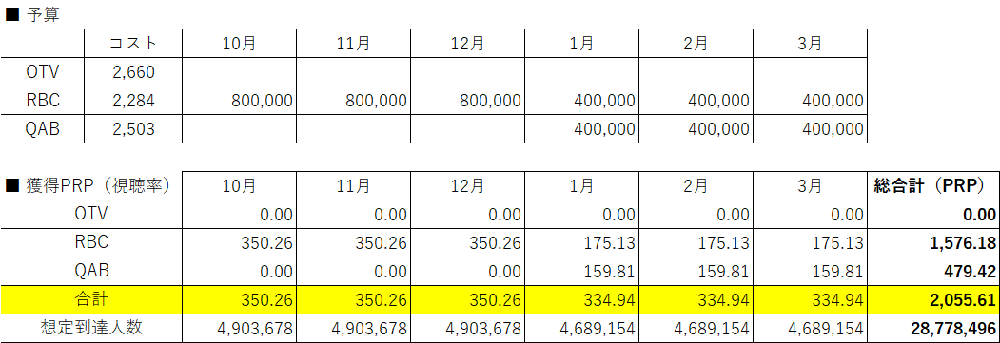 ■ 予算
コスト 10月 11月 12月 1月 2月 3月
OTV 2,660
RBC 2,284 800,000 800,000 800,000 400,000 400,000 400,000
QAB 2,503 400,000 400,000 400,000
■ 獲得PRP（視聴率） 10月 11月 12月 1月 2月 3月 総合計（PRP）
OTV 0.00 0.00 0.00 0.00 0.00 0.00 0.00
RBC 350.26 350.26 350.26 175.13 175.13 175.13 1,576.18
QAB 0.00 0.00 0.00 159.81 159.81 159.81 479.42
合計 350.26 350.26 350.26 334.94 334.94 334.94 2,055.61
想定到達人数 4,903,678 4,903,678 4,903,678 4,689,154 4,689,154 4,689,154 28,778,496